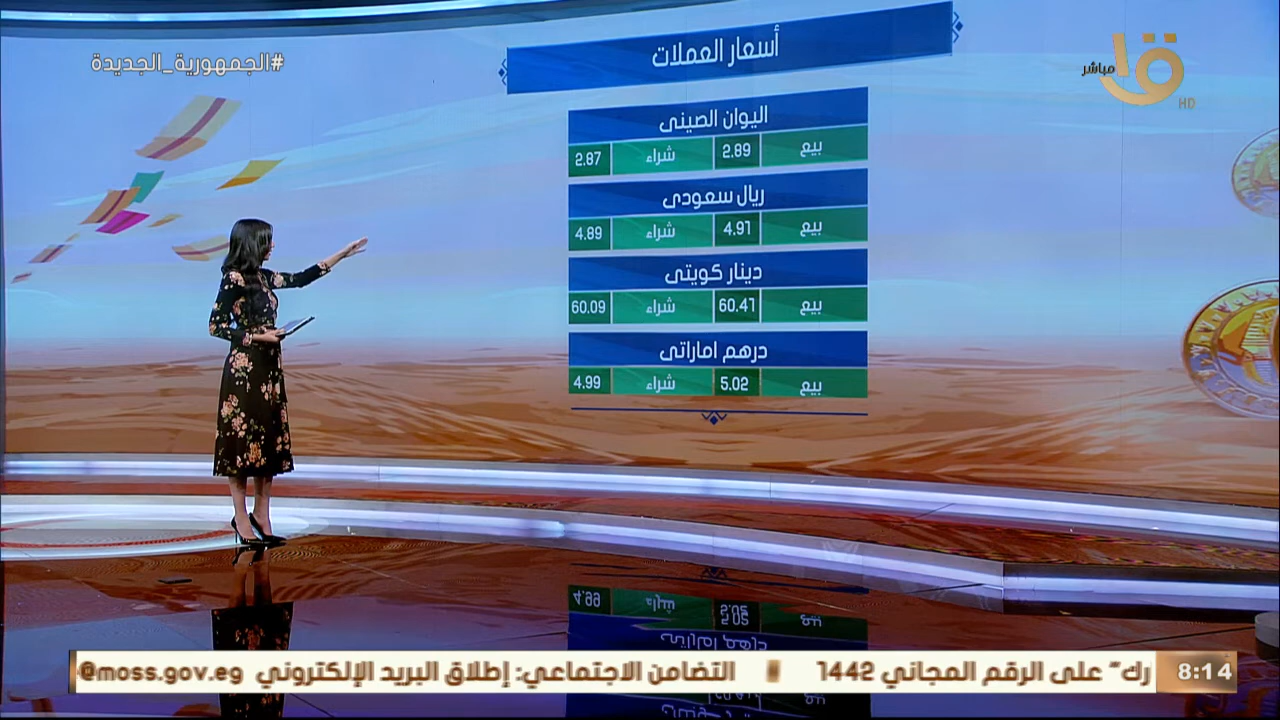 #الجمهورية_الجديدة
مباشر
HD
أسعار العملات
اليوان الصينى
بيع 2.89 شراء 2.87
ريال سعودى
بيع 4.91 شراء 4.89
دينار كويتى
بيع 60.41 شراء 60.09
درهم اماراتى
بيع 5.02 شراء 4.99
8:14 رك" على الرقم المجاني 1442 التضامن الاجتماعي: إطلاق البريد الإلكتروني @moss.gov.eg